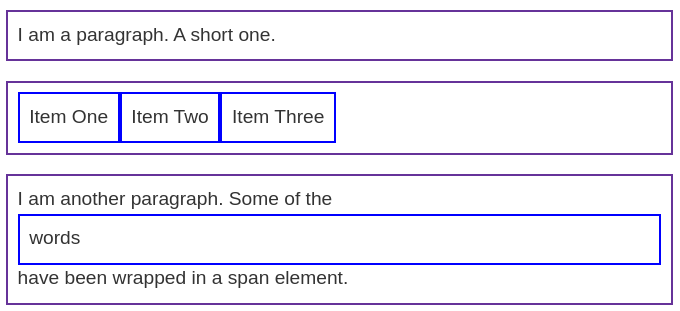 I am a paragraph. A short one.
Item One Item Two Item Three
I am another paragraph. Some of the
words
have been wrapped in a span element.